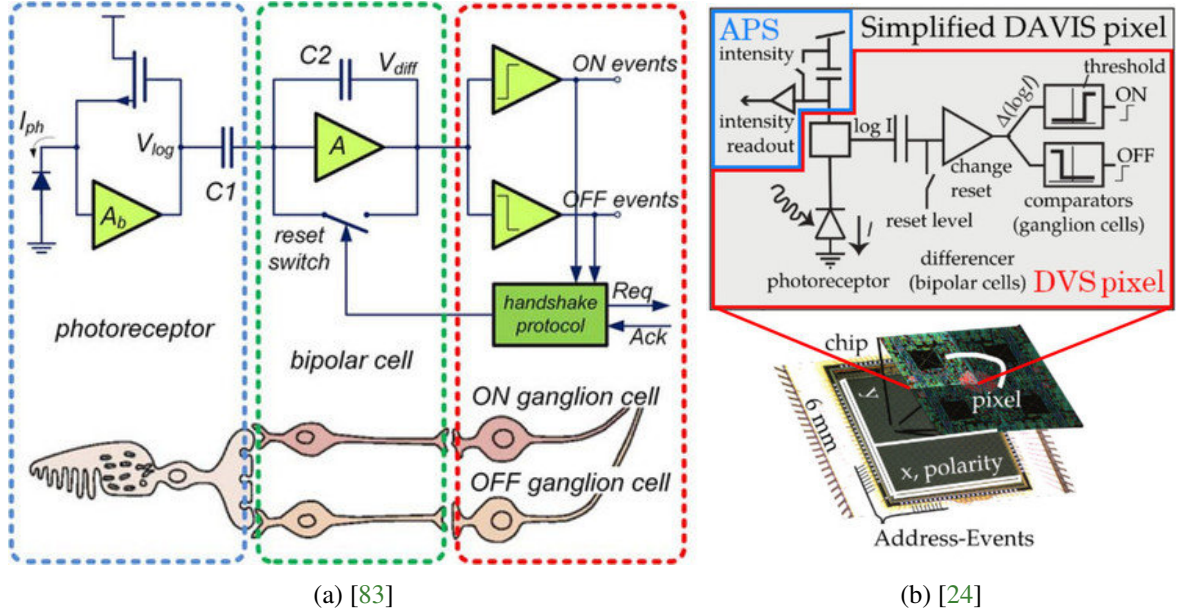 I_ph
V_log
A_b
C1
photoreceptor
C2
V_diff
A
reset
switch
bipolar cell
ON events
OFF events
handshake
protocol
Req
Ack
ON ganglion cell
OFF ganglion cell
(a) [83]
APS
Simplified DAVIS pixel
intensity
intensity
readout
log I
Δ(log I)
threshold
ON
OFF
change
reset
reset level
comparators
(ganglion cells)
I
photoreceptor
differencer
(bipolar cells)
DVS pixel
chip
pixel
6 mm
y,
x, polarity
Address-Events
(b) [24]